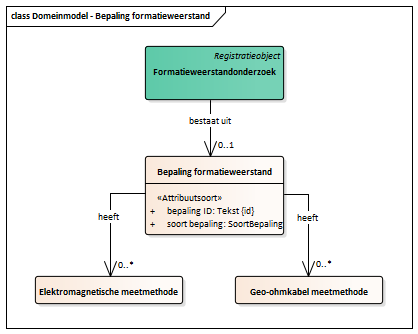 class Domeinmodel - Bepaling formatieweerstand
Registratieobject
Formatieweerstandonderzoek
bestaat uit
0..1
Bepaling formatieweerstand
«Attribuutsoort»
+ bepaling ID: Tekst {id}
+ soort bepaling: SoortBepaling
heeft
heeft
0..*
0..*
Elektromagnetische meetmethode
Geo-ohmkabel meetmethode